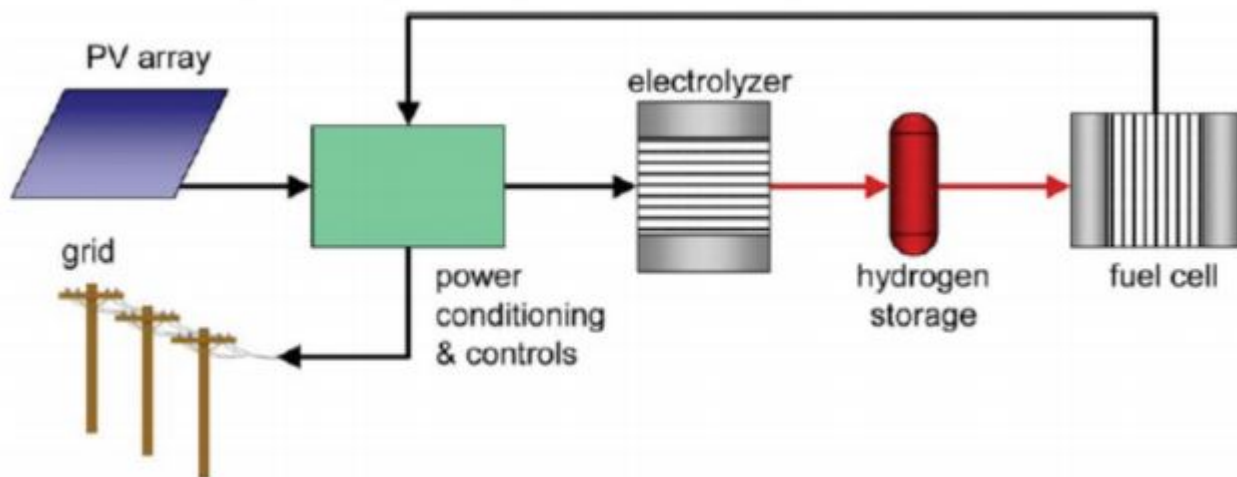 PV array
electrolyzer
grid
power
conditioning
& controls
hydrogen
storage
fuel cell